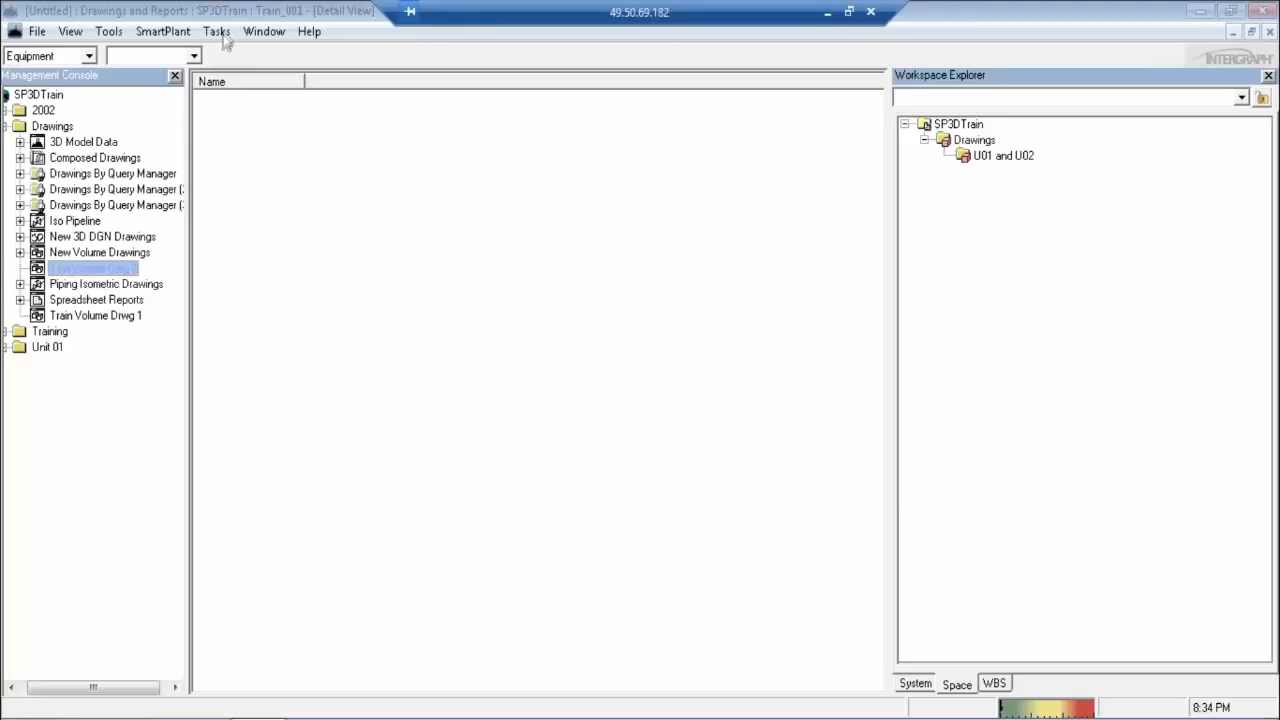 [Untitled] : Drawings and Reports : SP3DTrain : Train_001 - [Detail View]
49.50.69.182
File View Tools SmartPlant Tasks Window Help
Equipment
INTERGRAPH
Management Console
Name
Workspace Explorer
SP3DTrain
2002
Drawings
3D Model Data
Composed Drawings
Drawings By Query Manager
Drawings By Query Manager (
Drawings By Query Manager (
Iso Pipeline
New 3D DGN Drawings
New Volume Drawings
Piping Isometric Drawings
Spreadsheet Reports
Train Volume Drwg 1
Training
Unit 01
SP3DTrain
Drawings
U01 and U02
System Space WBS
8:34 PM